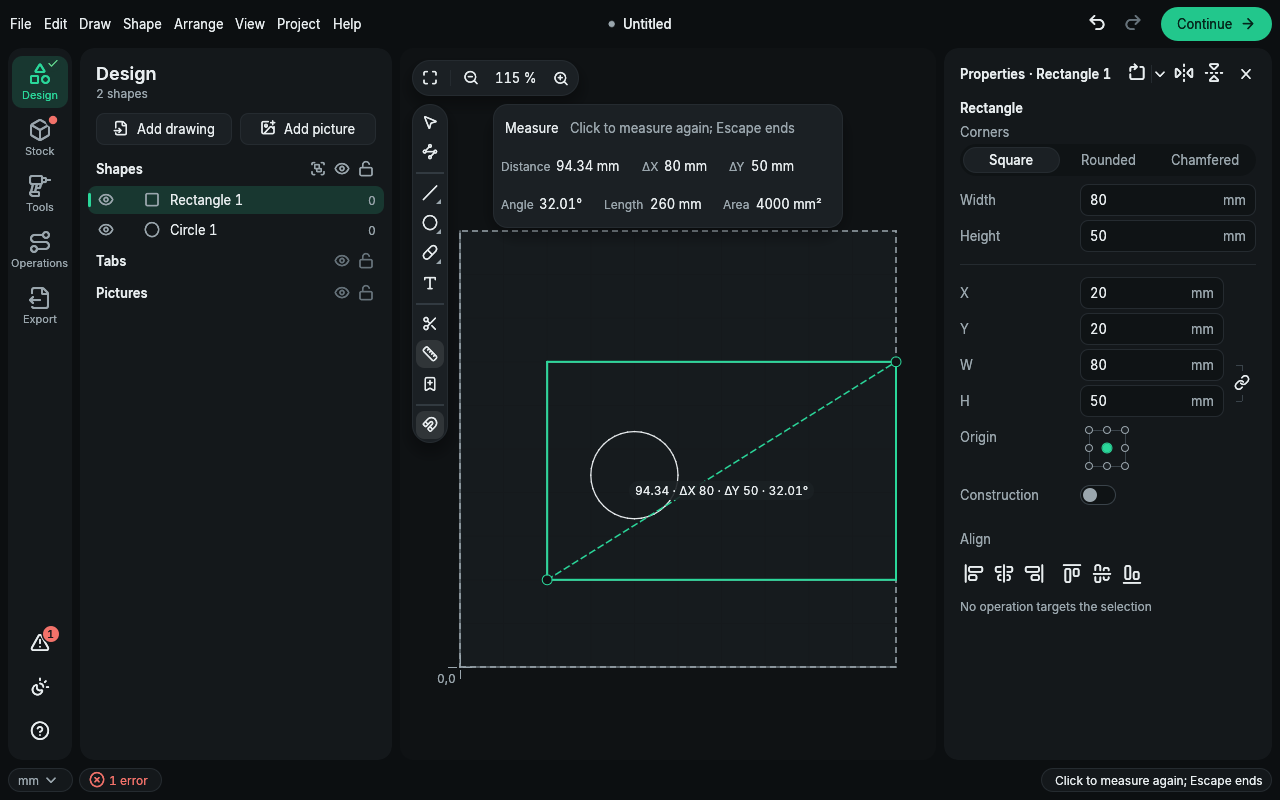 File Edit Draw Shape Arrange View Project Help
Untitled
Continue
Design
Stock
Tools
Operations
Export
1
Design
2 shapes
Add drawing
Add picture
Shapes
Rectangle 1
0
Circle 1
0
Tabs
Pictures
115 %
Measure Click to measure again; Escape ends
Distance 94.34 mm ΔX 80 mm ΔY 50 mm
Angle 32.01° Length 260 mm Area 4000 mm²
94.34 · ΔX 80 · ΔY 50 · 32.01°
0,0
Properties · Rectangle 1
Rectangle
Corners
Square Rounded Chamfered
Width 80 mm
Height 50 mm
X 20 mm
Y 20 mm
W 80 mm
H 50 mm
Origin
Construction
Align
No operation targets the selection
mm
1 error
Click to measure again; Escape ends